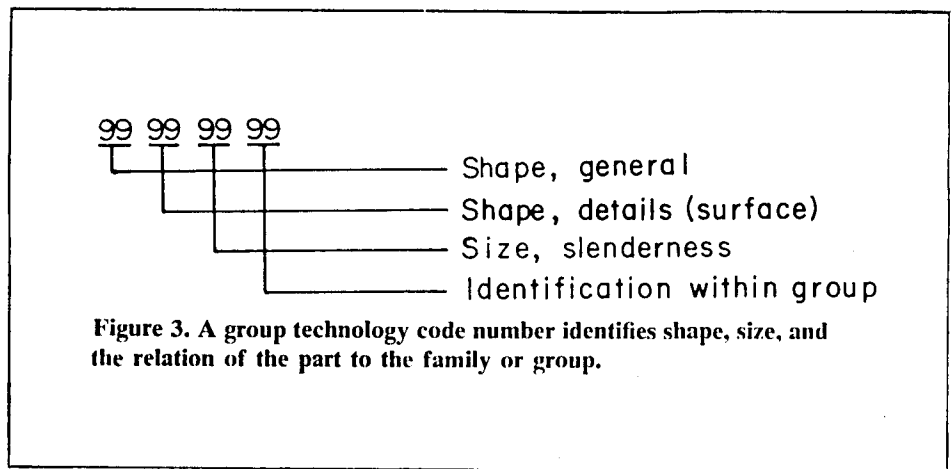 99 99 99 99
Shape, general
Shape, details (surface)
Size, slenderness
Identification within group
Figure 3. A group technology code number identifies shape, size, and
the relation of the part to the family or group.